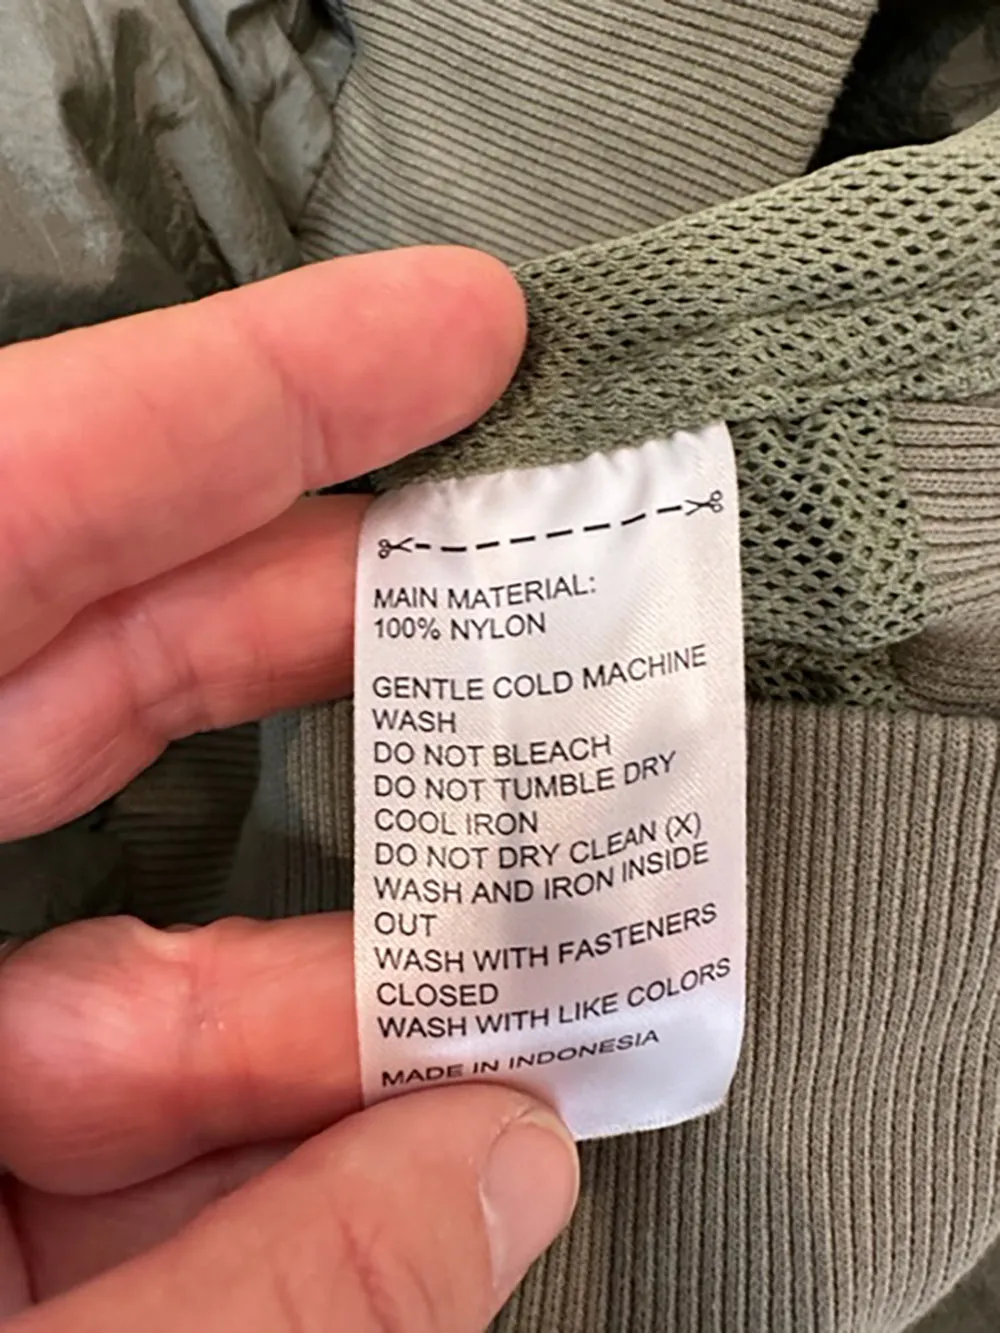 MAIN MATERIAL:
100% NYLON
GENTLE COLD MACHINE
WASH
DO NOT BLEACH
DO NOT TUMBLE DRY
COOL IRON
DO NOT DRY CLEAN (X)
WASH AND IRON INSIDE
OUT
WASH WITH FASTENERS
CLOSED
WASH WITH LIKE COLORS
MADE IN INDONESIA